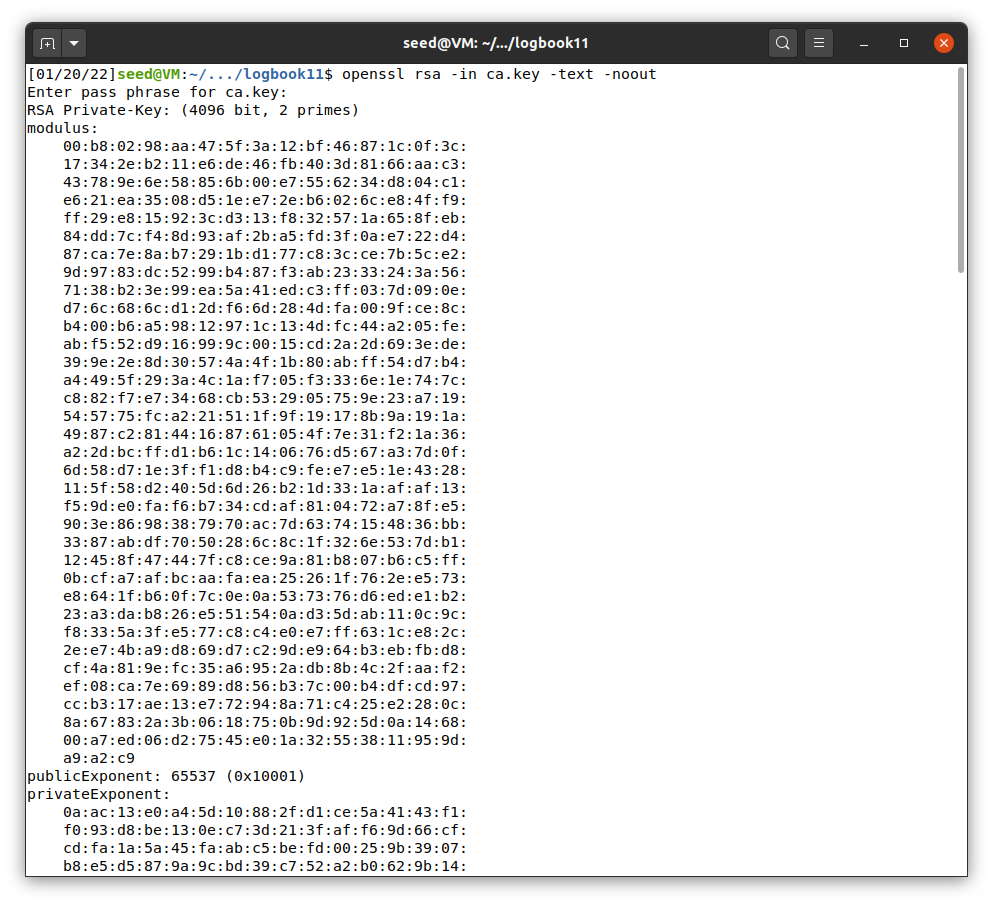 seed@VM: ~/.../logbook11
[01/20/22]seed@VM:~/.../logbook11$ openssl rsa -in ca.key -text -noout
Enter pass phrase for ca.key:
RSA Private-Key: (4096 bit, 2 primes)
modulus:
    00:b8:02:98:aa:47:5f:3a:12:bf:46:87:1c:0f:3c:
    17:34:2e:b2:11:e6:de:46:fb:40:3d:81:66:aa:c3:
    43:78:9e:6e:58:85:6b:00:e7:55:62:34:d8:04:c1:
    e6:21:ea:35:08:d5:1e:e7:2e:b6:02:6c:e8:4f:f9:
    ff:29:e8:15:92:3c:d3:13:f8:32:57:1a:65:8f:eb:
    84:dd:7c:f4:8d:93:af:2b:a5:fd:3f:0a:e7:22:d4:
    87:ca:7e:8a:b7:29:1b:d1:77:c8:3c:ce:7b:5c:e2:
    9d:97:83:dc:52:99:b4:87:f3:ab:23:33:24:3a:56:
    71:38:b2:3e:99:ea:5a:41:ed:c3:ff:03:7d:09:0e:
    d7:6c:68:6c:d1:2d:f6:6d:28:4d:fa:00:9f:ce:8c:
    b4:00:b6:a5:98:12:97:1c:13:4d:fc:44:a2:05:fe:
    ab:f5:52:d9:16:99:9c:00:15:cd:2a:2d:69:3e:de:
    39:9e:2e:8d:30:57:4a:4f:1b:80:ab:ff:54:d7:b4:
    a4:49:5f:29:3a:4c:1a:f7:05:f3:33:6e:1e:74:7c:
    c8:82:f7:e7:34:68:cb:53:29:05:75:9e:23:a7:19:
    54:57:75:fc:a2:21:51:1f:9f:19:17:8b:9a:19:1a:
    49:87:c2:81:44:16:87:61:05:4f:7e:31:f2:1a:36:
    a2:2d:bc:ff:d1:b6:1c:14:06:76:d5:67:a3:7d:0f:
    6d:58:d7:1e:3f:f1:d8:b4:c9:fe:e7:e5:1e:43:28:
    11:5f:58:d2:40:5d:6d:26:b2:1d:33:1a:af:af:13:
    f5:9d:e0:fa:f6:b7:34:cd:af:81:04:72:a7:8f:e5:
    90:3e:86:98:38:79:70:ac:7d:63:74:15:48:36:bb:
    33:87:ab:df:70:50:28:6c:8c:1f:32:6e:53:7d:b1:
    12:45:8f:47:44:7f:c8:ce:9a:81:b8:07:b6:c5:ff:
    0b:cf:a7:af:bc:aa:fa:ea:25:26:1f:76:2e:e5:73:
    e8:64:1f:b6:0f:7c:0e:0a:53:73:76:d6:ed:e1:b2:
    23:a3:da:b8:26:e5:51:54:0a:d3:5d:ab:11:0c:9c:
    f8:33:5a:3f:e5:77:c8:c4:e0:e7:ff:63:1c:e8:2c:
    2e:e7:4b:a9:d8:69:d7:c2:9d:e9:64:b3:eb:fb:d8:
    cf:4a:81:9e:fc:35:a6:95:2a:db:8b:4c:2f:aa:f2:
    ef:08:ca:7e:69:89:d8:56:b3:7c:00:b4:df:cd:97:
    cc:b3:17:ae:13:e7:72:94:8a:71:c4:25:e2:28:0c:
    8a:67:83:2a:3b:06:18:75:0b:9d:92:5d:0a:14:68:
    00:a7:ed:06:d2:75:45:e0:1a:32:55:38:11:95:9d:
    a9:a2:c9
publicExponent: 65537 (0x10001)
privateExponent:
    0a:ac:13:e0:a4:5d:10:88:2f:d1:ce:5a:41:43:f1:
    f0:93:d8:be:13:0e:c7:3d:21:3f:af:f6:9d:66:cf:
    cd:fa:1a:5a:45:fa:ab:c5:be:fd:00:25:9b:39:07:
    b8:e5:d5:87:9a:9c:bd:39:c7:52:a2:b0:62:9b:14: